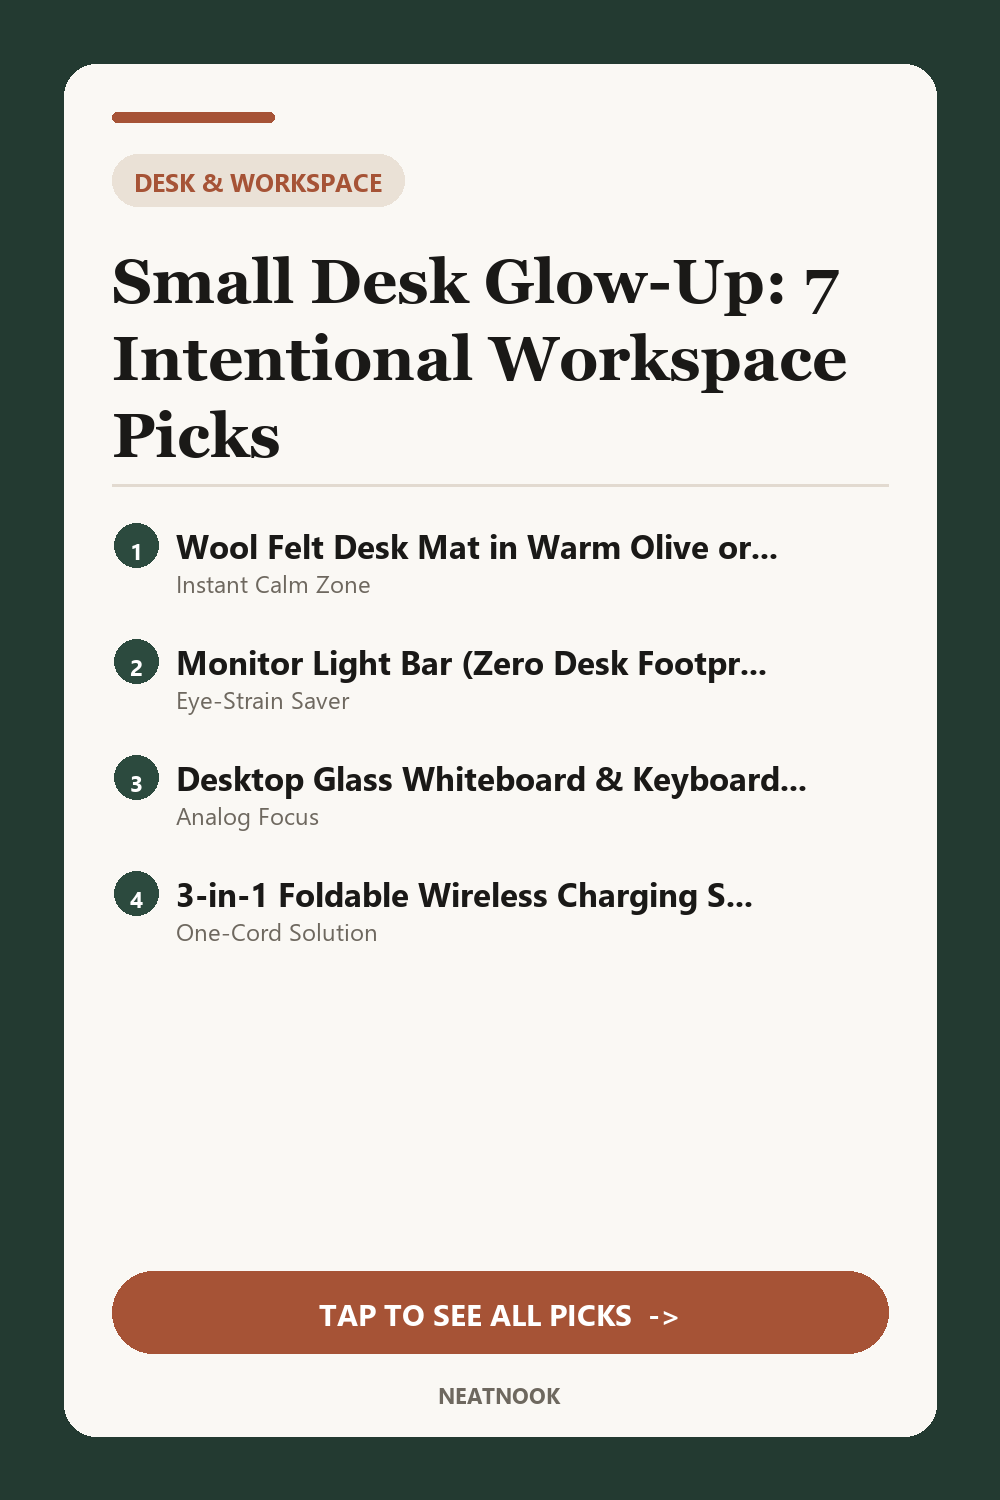 DESK & WORKSPACE
Small Desk Glow-Up: 7
Intentional Workspace
Picks
1 Wool Felt Desk Mat in Warm Olive or...
Instant Calm Zone
2 Monitor Light Bar (Zero Desk Footpr...
Eye-Strain Saver
3 Desktop Glass Whiteboard & Keyboard...
Analog Focus
4 3-in-1 Foldable Wireless Charging S...
One-Cord Solution
TAP TO SEE ALL PICKS ->
NEATNOOK